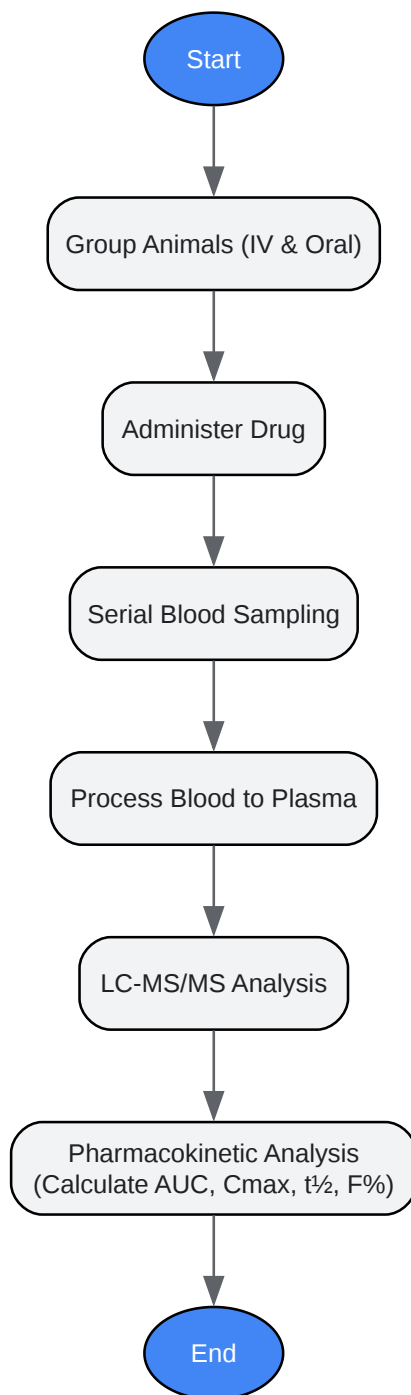 Start
Group Animals (IV & Oral)
Administer Drug
Serial Blood Sampling
Process Blood to Plasma
LC-MS/MS Analysis
Pharmacokinetic Analysis
(Calculate AUC, Cmax, t½, F%)
End